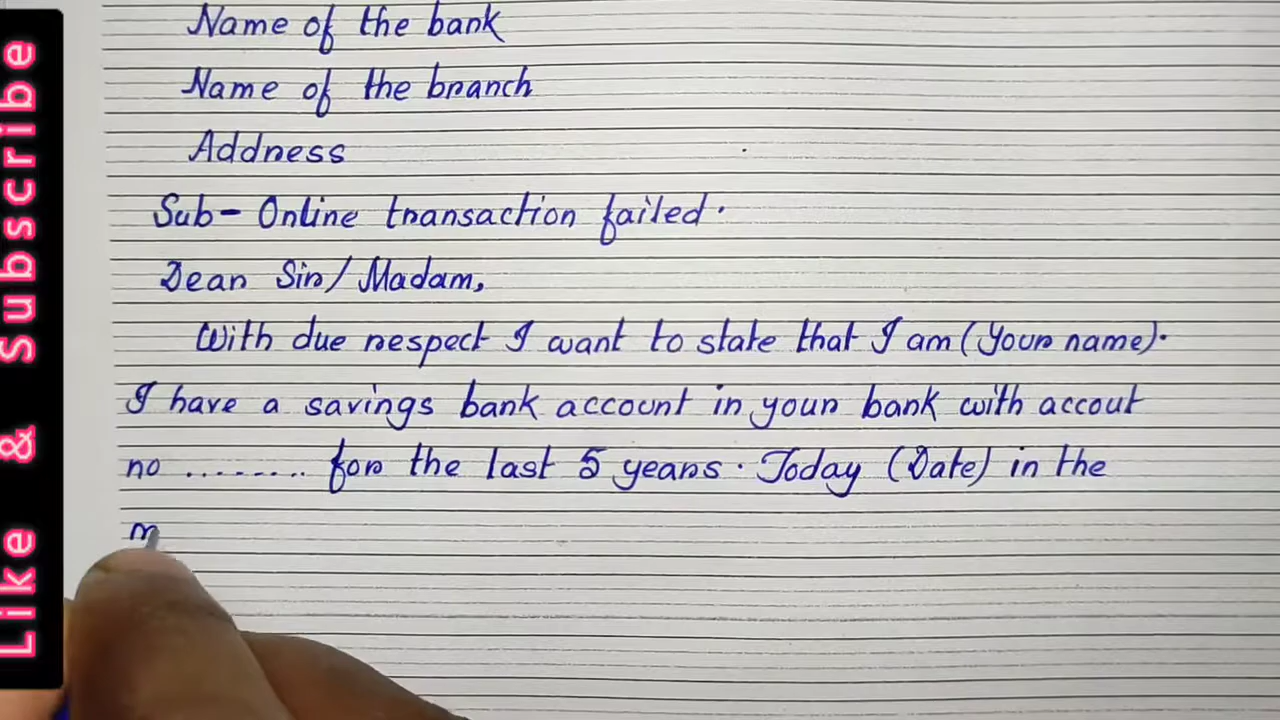 Name of the bank
Name of the branch
Address
Sub- Online transaction failed.
Dear Sir/Madam,
With due respect I want to state that I am (Your name).
I have a savings bank account in your bank with accout
no ........ for the last 5 years. Today (Date) in the
m
Like & Subscribe